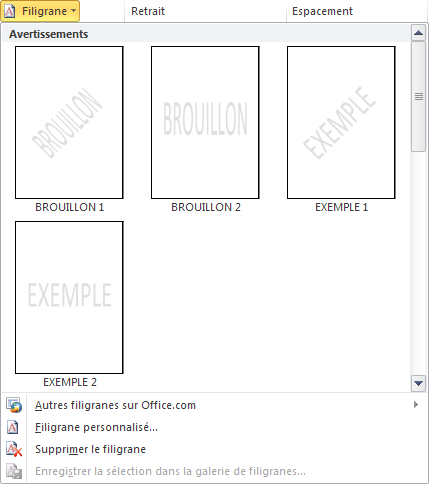 Filigrane Retrait Espacement
Avertissements
BROUILLON BROUILLON EXEMPLE
BROUILLON 1 BROUILLON 2 EXEMPLE 1
EXEMPLE
EXEMPLE 2
Autres filigranes sur Office.com
Filigrane personnalisé...
Supprimer le filigrane
Enregistrer la sélection dans la galerie de filigranes...